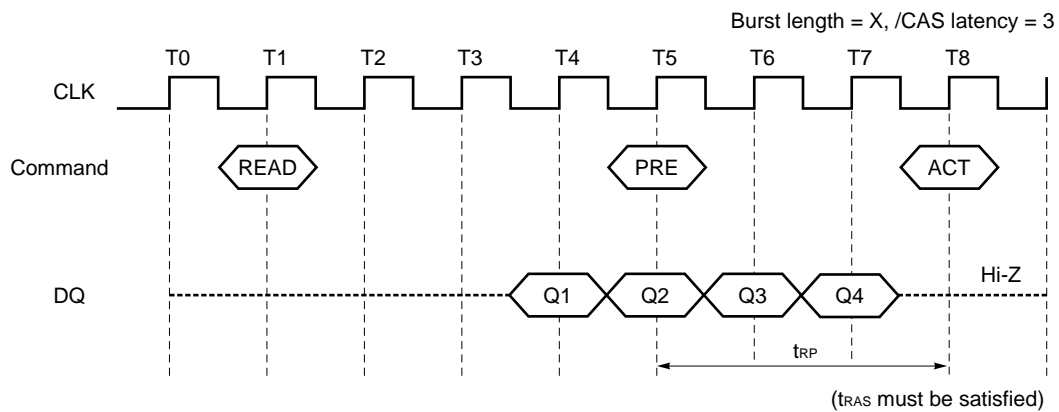 Burst length = X, /CAS latency = 3
T0 T1 T2 T3 T4 T5 T6 T7 T8
CLK
Command READ PRE ACT
Hi-Z
DQ Q1 Q2 Q3 Q4
tRP
(tRAS must be satisfied)